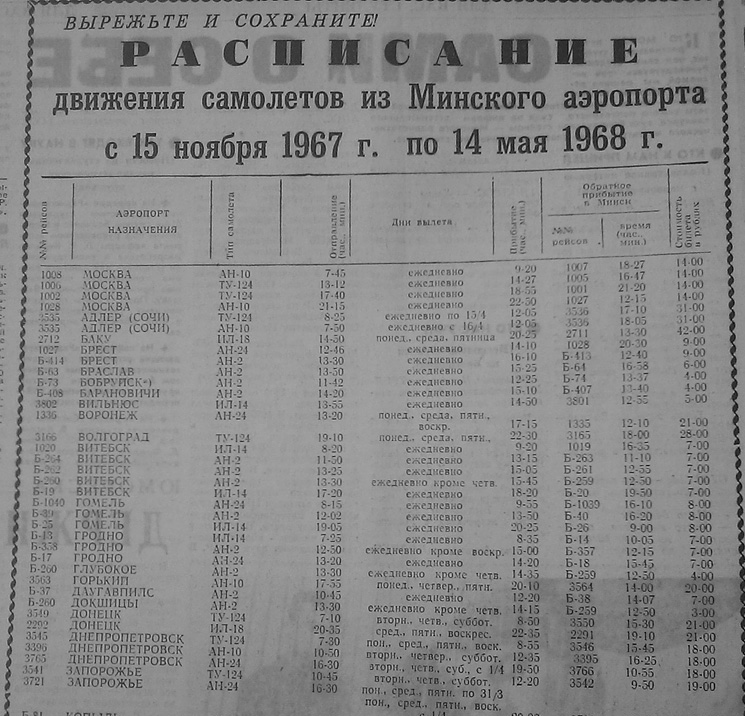 ВЫРЕЖЬТЕ И СОХРАНИТЕ!
РАСПИСАНИЕ
движения самолетов из Минского аэропорта
с 15 ноября 1967 г. по 14 мая 1968 г.
№№ рейсов АЭРОПОРТ НАЗНАЧЕНИЯ Тип самолета Отправление (час., мин.) Дни вылета Прибытие (час., мин.) Обратное прибытие в Минск №№ рейсов время (час., мин.) Стоимость билета в рублях
1008 МОСКВА АН-10 7-45 ежедневно 9-20 1007 18-27 14-00
1006 МОСКВА ТУ-124 13-12 ежедневно 14-27 1005 16-47 14-00
1002 МОСКВА ТУ-124 17-40 ежедневно 18-55 1001 21-20 14-00
1028 МОСКВА АН-10 21-15 ежедневно 22-50 1027 12-15 14-00
3535 АДЛЕР (СОЧИ) ТУ-124 8-25 ежедневно по 15/4 12-05 3536 17-10 31-00
3535 АДЛЕР (СОЧИ) АН-10 7-50 ежедневно с 16/4 12-05 3536 18-05 31-00
2712 БАКУ ИЛ-18 14-50 понед., среда, пятница 20-25 2711 13-30 42-00
1027 БРЕСТ АН-24 12-46 ежедневно 14-10 1028 20-30 9-00
Б-414 БРЕСТ АН-2 13-30 ежедневно 16-10 Б-413 12-40 9-00
Б-63 БРАСЛАВ АН-2 13-50 ежедневно 15-25 Б-64 16-58 6-00
Б-73 БОБРУЙСК*) АН-2 11-42 ежедневно 12-25 Б-74 13-37 4-00
Б-408 БАРАНОВИЧИ АН-2 14-20 ежедневно 15-10 Б-407 13-40 4-00
3802 ВИЛЬНЮС ИЛ-14 13-55 ежедневно 14-50 3801 12-55 5-00
1336 ВОРОНЕЖ АН-24 13-20 понед., среда, пятн.,
воскр. 17-15 1335 12-10 21-00
3166 ВОЛГОГРАД ТУ-124 19-10 понед., среда, пятн., 22-30 3165 18-00 28-00
1020 ВИТЕБСК ИЛ-14 8-20 ежедневно 9-20 1019 16-35 7-00
Б-264 ВИТЕБСК АН-2 11-30 ежедневно 13-15 Б-263 11-10 7-00
Б-262 ВИТЕБСК АН-2 13-25 ежедневно 15-05 Б-261 12-55 7-00
Б-260 ВИТЕБСК АН-2 13-30 ежедневно кроме четв. 15-45 Б-259 12-50 7-00
Б-19 ВИТЕБСК ИЛ-14 17-20 ежедневно 18-20 Б-20 19-50 7-00
Б-1040 ГОМЕЛЬ АН-24 8-15 ежедневно 9-55 Б-1039 16-10 8-00
Б-39 ГОМЕЛЬ АН-2 12-02 ежедневно 13-50 Б-40 16-20 8-00
Б-25 ГОМЕЛЬ ИЛ-14 19-05 ежедневно 20-25 Б-26 9-00 8-00
Б-13 ГРОДНО ИЛ-14 7-25 ежедневно 8-35 Б-14 10-05 7-00
Б-358 ГРОДНО АН-2 12-50 ежедневно кроме воскр. 15-00 Б-357 12-15 7-00
Б-17 ГРОДНО АН-24 13-20 ежедневно 14-20 Б-18 15-45 7-00
Б-260 ГЛУБОКОЕ АН-2 13-30 ежедневно кроме четв. 14-35 Б-259 12-50 4-00
3563 ГОРЬКИЙ АН-10 17-55 понед., четвер., пятн. 20-10 3564 14-00 20-00
Б-37 ДАУГАВПИЛС АН-2 10-45 ежедневно 12-20 Б-38 14-07 7-00
Б-260 ДОКШИЦЫ АН-2 13-30 ежедневно кроме четв. 14-15 Б-259 12-50 3-00
3549 ДОНЕЦК ТУ-124 7-10 вторн., четв., суббот. 8-50 3550 15-30 21-00
2292 ДОНЕЦК ИЛ-18 20-35 сред., пятн., воскрес. 22-35 2291 19-10 21-00
3545 ДНЕПРОПЕТРОВСК ТУ-124 7-30 пон., сред., пятн., воск. 8-55 3546 15-45 18-00
3396 ДНЕПРОПЕТРОВСК АН-10 10-50 вторн., четвер., суббот. 12-35 3395 16-25 18-00
3765 ДНЕПРОПЕТРОВСК АН-24 16-30 вторн., четв., суб., с 1/4 19-50 3766 10-55 18-00
3541 ЗАПОРОЖЬЕ ТУ-124 10-45 вторн., четв., суббот. 12-20 3542 9-50 19-00
3721 ЗАПОРОЖЬЕ АН-24 16-30 пон., сред., пятн. по 31/3
пон., сред., пятн.